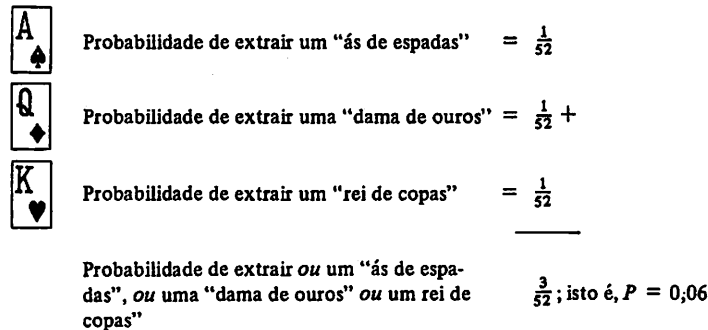 A
Probabilidade de extrair um “ás de espadas” = 1/52
Q
Probabilidade de extrair uma “dama de ouros” = 1/52 +
K
Probabilidade de extrair um “rei de copas” = 1/52
Probabilidade de extrair ou um “ás de espa-
das”, ou uma “dama de ouros” ou um rei de 3/52 ; isto é, P = 0;06
copas”